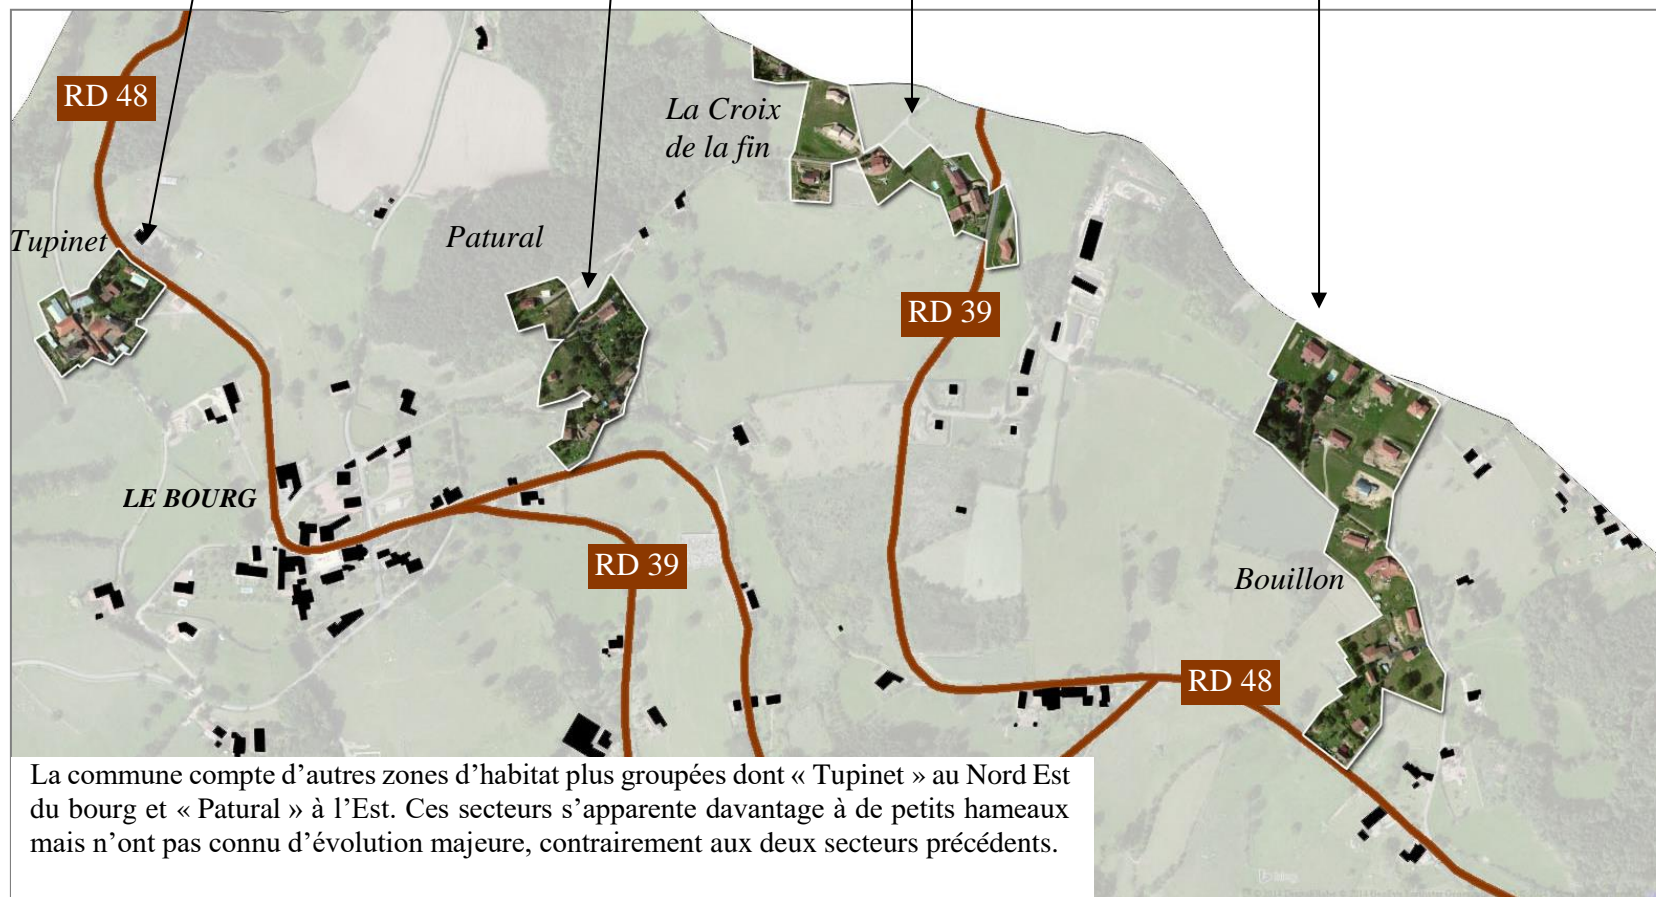 RD 48
La Croix
de la fin
Tupinet
Patural
RD 39
LE BOURG
RD 39
Bouillon
RD 48
La commune compte d'autres zones d'habitat plus groupées dont « Tupinet » au Nord Est
du bourg et « Patural » à l'Est. Ces secteurs s'apparente davantage à de petits hameaux
mais n'ont pas connu d'évolution majeure, contrairement aux deux secteurs précédents.